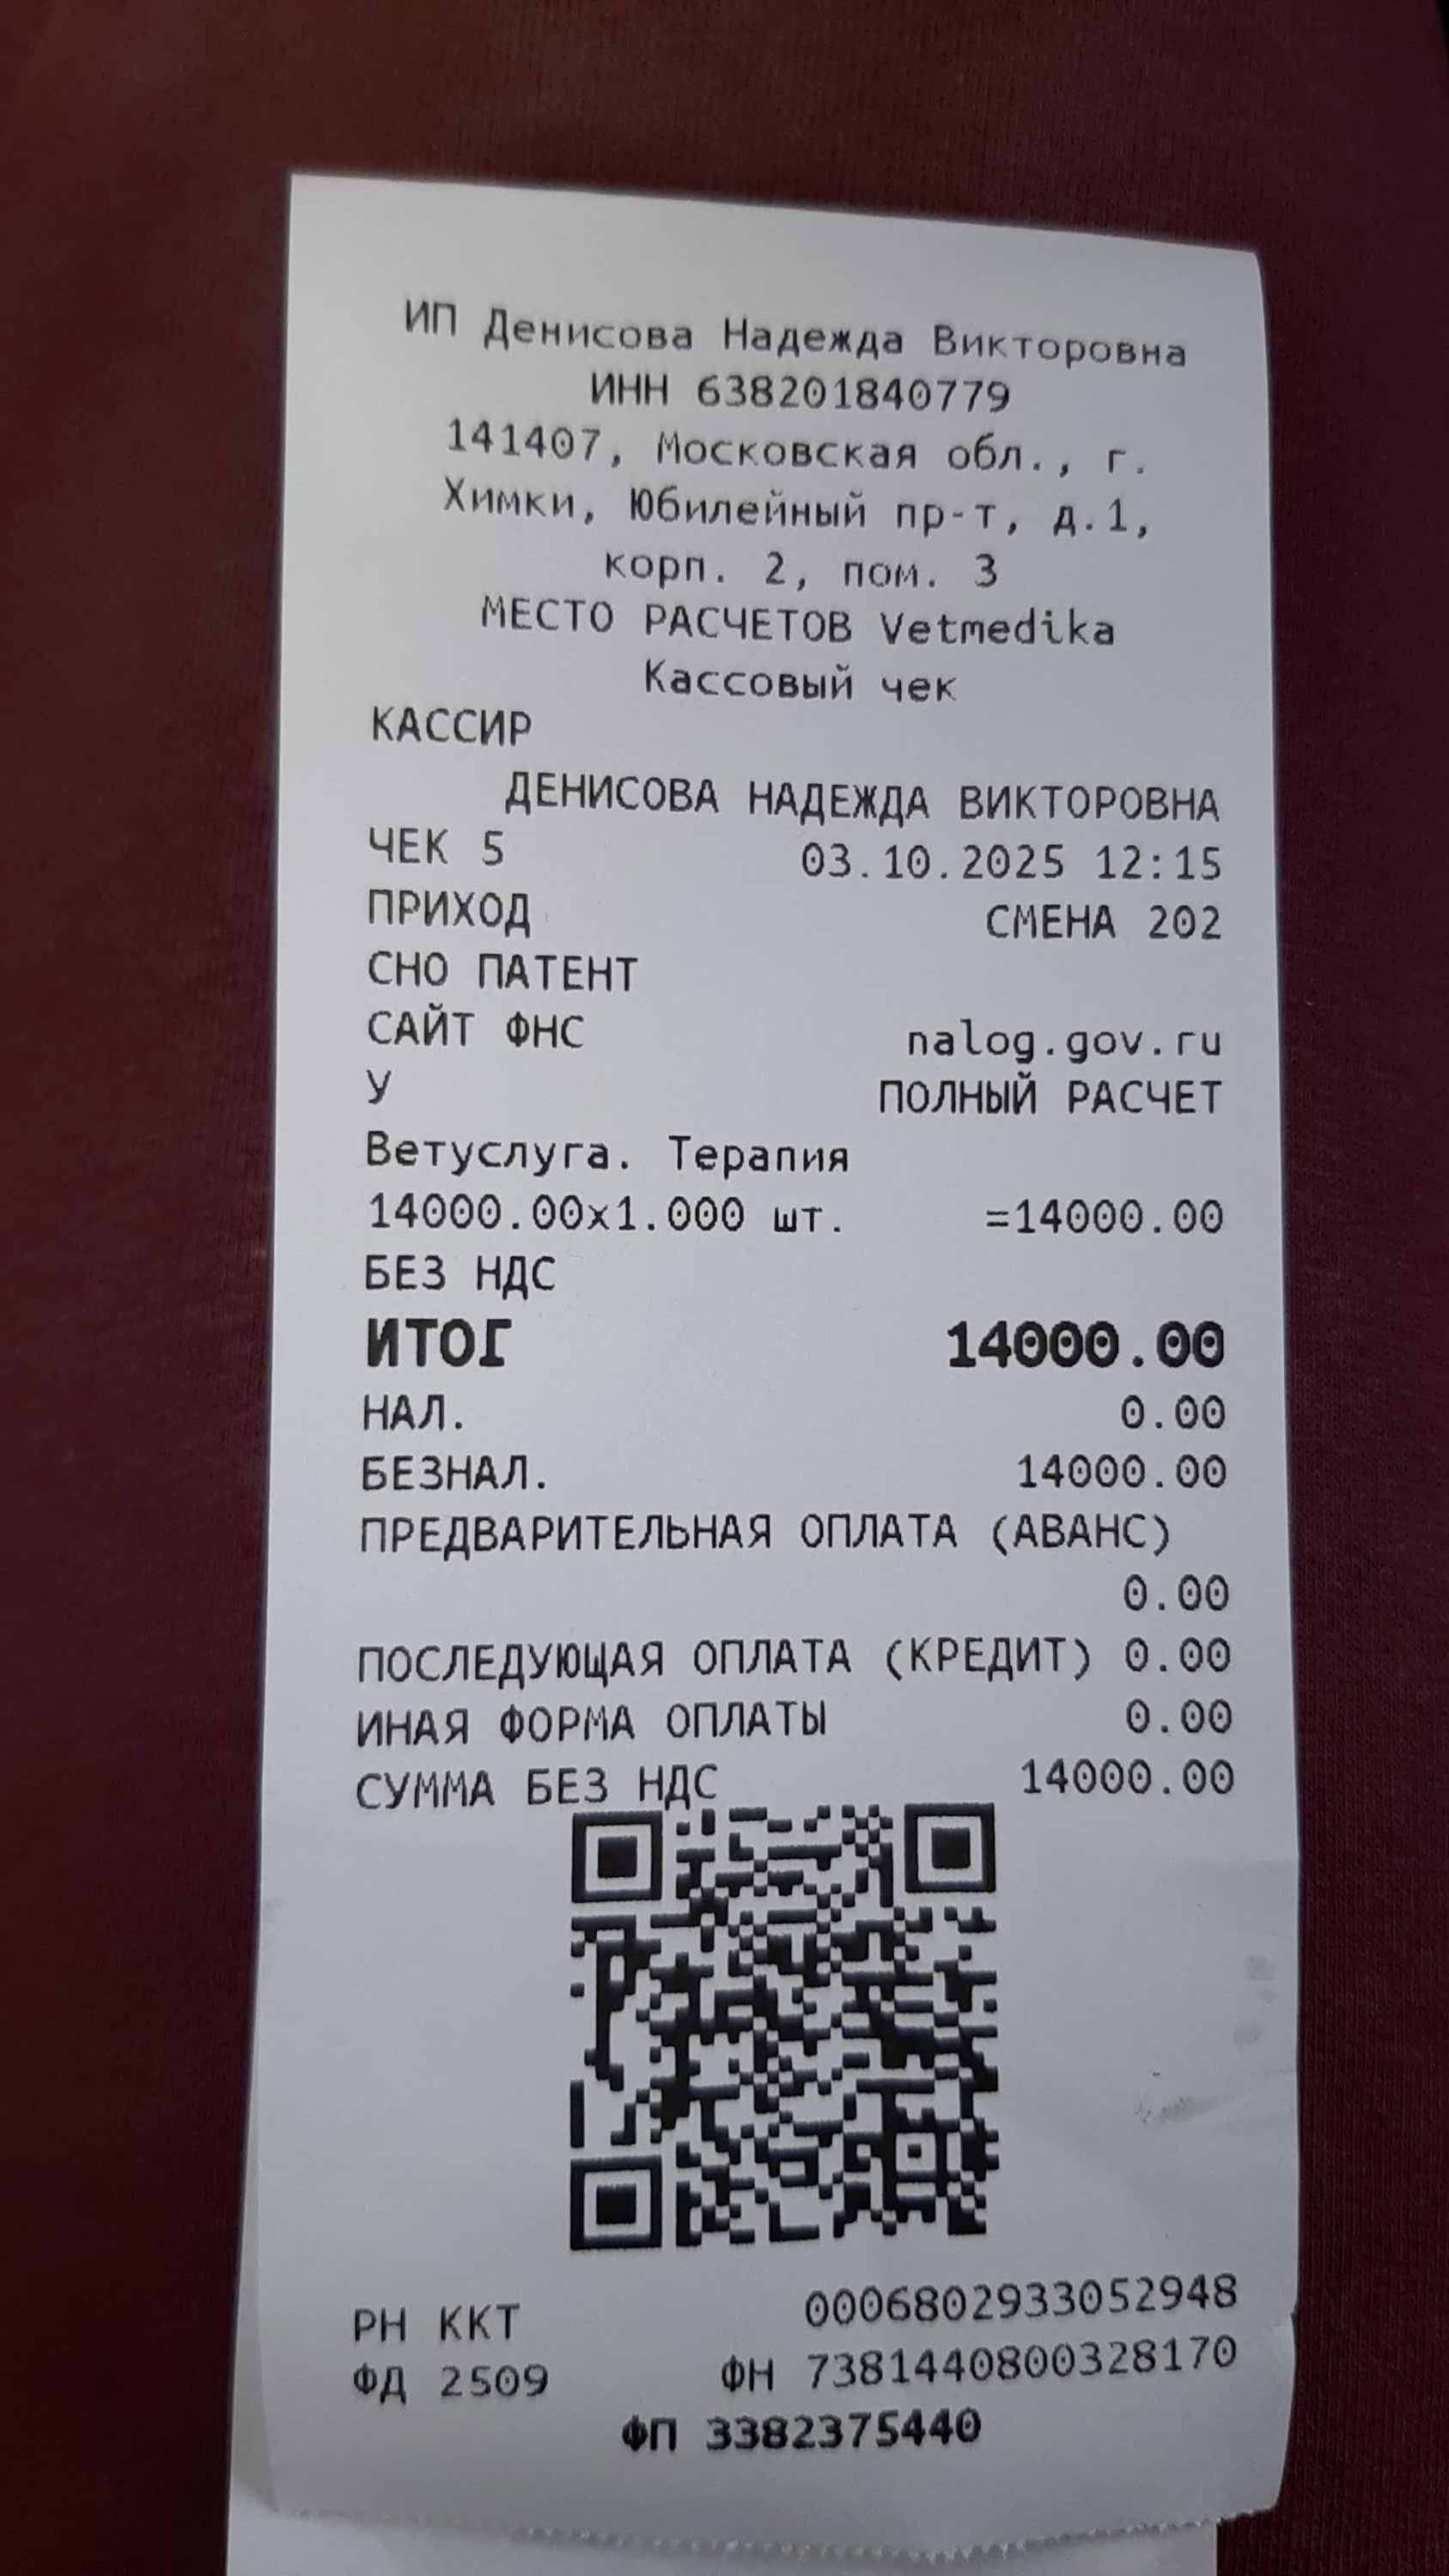 ИП Денисова Надежда Викторовна
ИНН 638201840779
141407, Московская обл., г.
Химки, Юбилейный пр-т, д.1,
корп. 2, пом. 3
МЕСТО РАСЧЕТОВ Vetmedika
Кассовый чек
КАССИР
ДЕНИСОВА НАДЕЖДА ВИКТОРОВНА
ЧЕК 5 03.10.2025 12:15
ПРИХОД СМЕНА 202
СНО ПАТЕНТ
САЙТ ФНС nalog.gov.ru
У ПОЛНЫЙ РАСЧЕТ
Ветуслуга. Терапия
14000.00x1.000 шт. =14000.00
БЕЗ НДС
ИТОГ 14000.00
НАЛ. 0.00
БЕЗНАЛ. 14000.00
ПРЕДВАРИТЕЛЬНАЯ ОПЛАТА (АВАНС)
0.00
ПОСЛЕДУЮЩАЯ ОПЛАТА (КРЕДИТ) 0.00
ИНАЯ ФОРМА ОПЛАТЫ 0.00
СУММА БЕЗ НДС 14000.00
РН ККТ 0006802933052948
ФД 2509 ФН 7381440800328170
ФП 3382375440